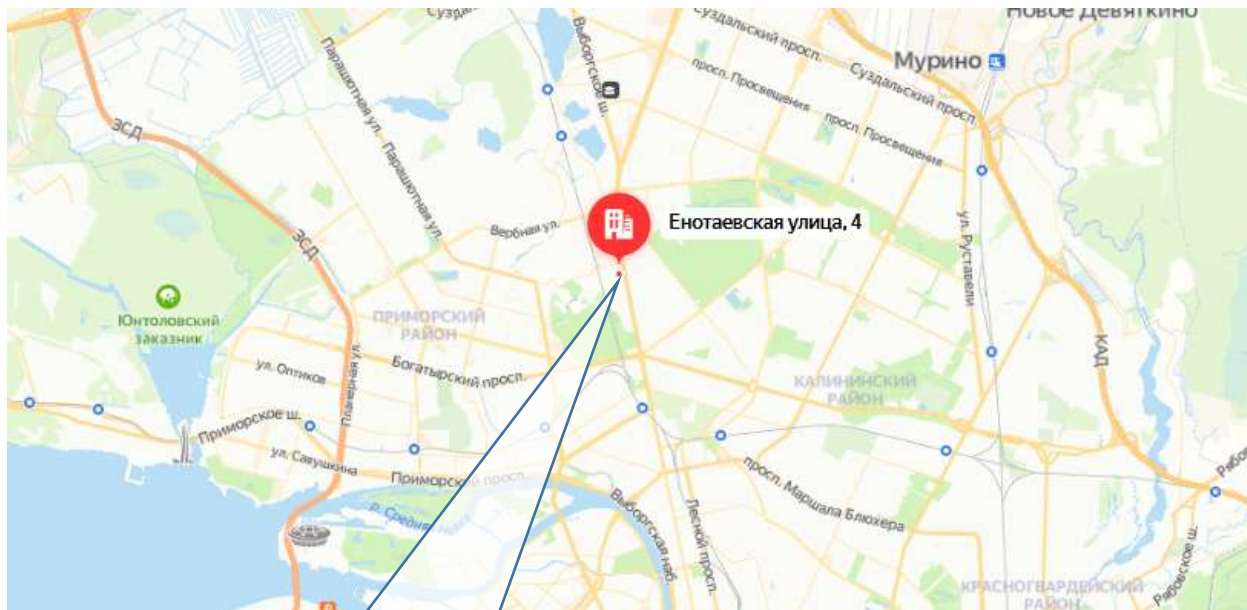 Новое Девяткино
Выборгское ш.
Суздальский просп.
Мурино
Суздальский просп.
Парашютная ул.
просп. Просвещения
просп. Просвещения
ЗСД
Парашютная ул.
Вербная ул.
Енотаевская улица, 4
ул. Руставели
ЗСД
Юнтоловский
заказник
ПРИМОРСКИЙ
РАЙОН
ул. Оптиков
Планерная ул.
Богатырский просп.
КАЛИНИНСКИЙ
РАЙОН
КАД
Приморское ш.
ул. Савушкина
Приморский просп.
просп. Маршала Блюхера
р. Средняя
Выборгская наб.
Лесной просп.
КРАСНОГВАРДЕЙСКИЙ
РАЙОН
Рябовское ш.